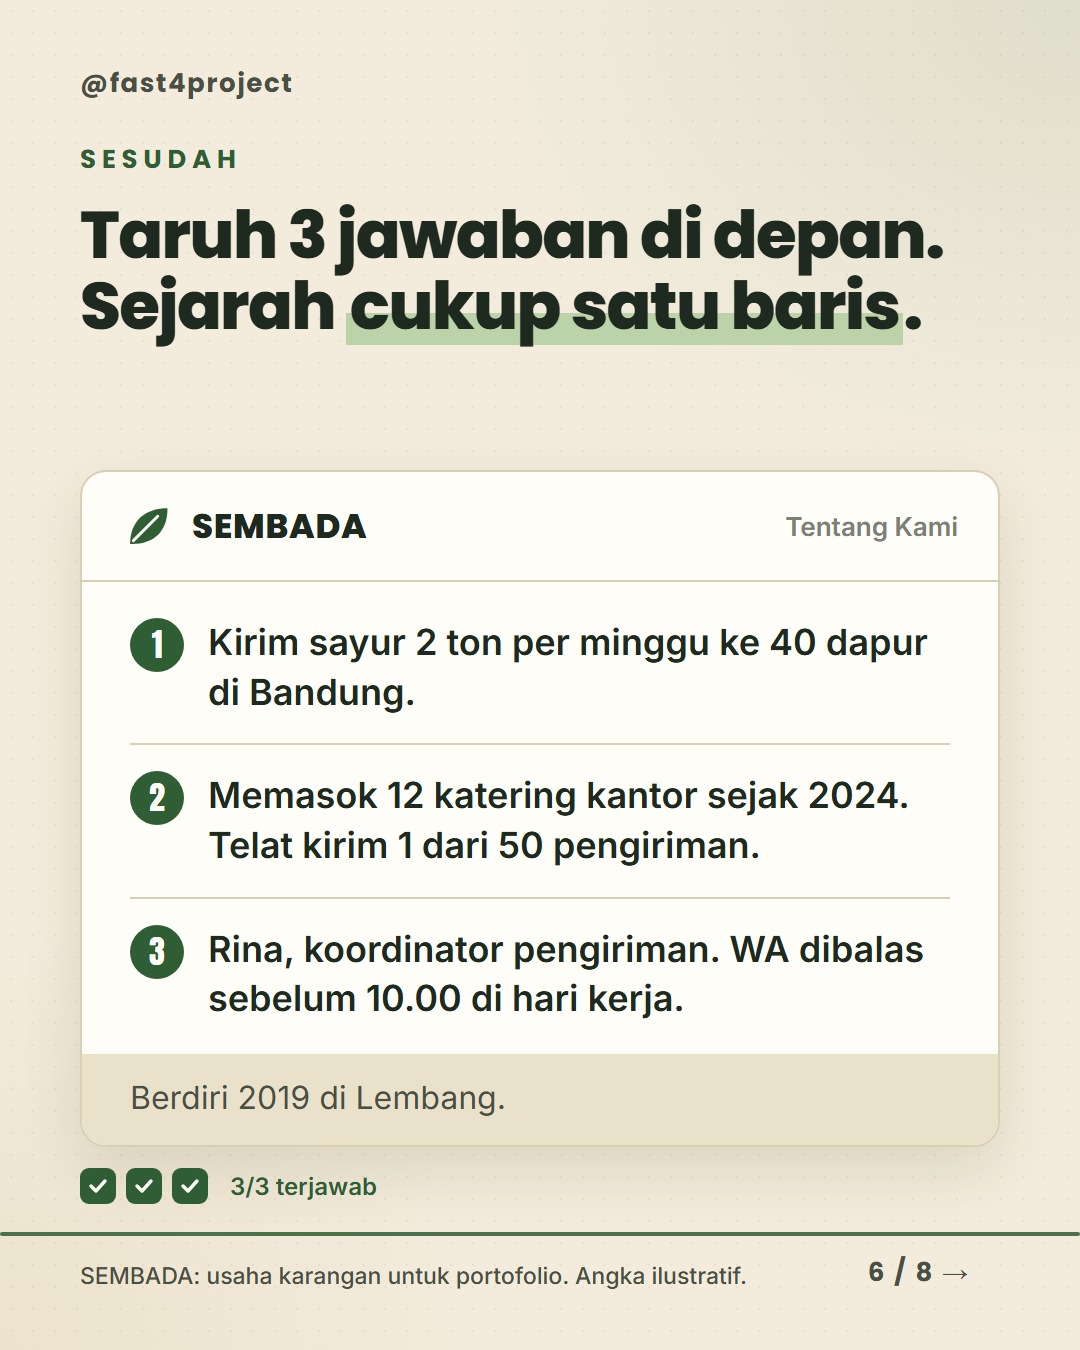 @fast4project
SESUDAH
Taruh 3 jawaban di depan.
Sejarah cukup satu baris.
SEMBADA
Tentang Kami
1
Kirim sayur 2 ton per minggu ke 40 dapur
di Bandung.
2
Memasok 12 katering kantor sejak 2024.
Telat kirim 1 dari 50 pengiriman.
3
Rina, koordinator pengiriman. WA dibalas
sebelum 10.00 di hari kerja.
Berdiri 2019 di Lembang.
3/3 terjawab
SEMBADA: usaha karangan untuk portofolio. Angka ilustratif.
6 / 8 →